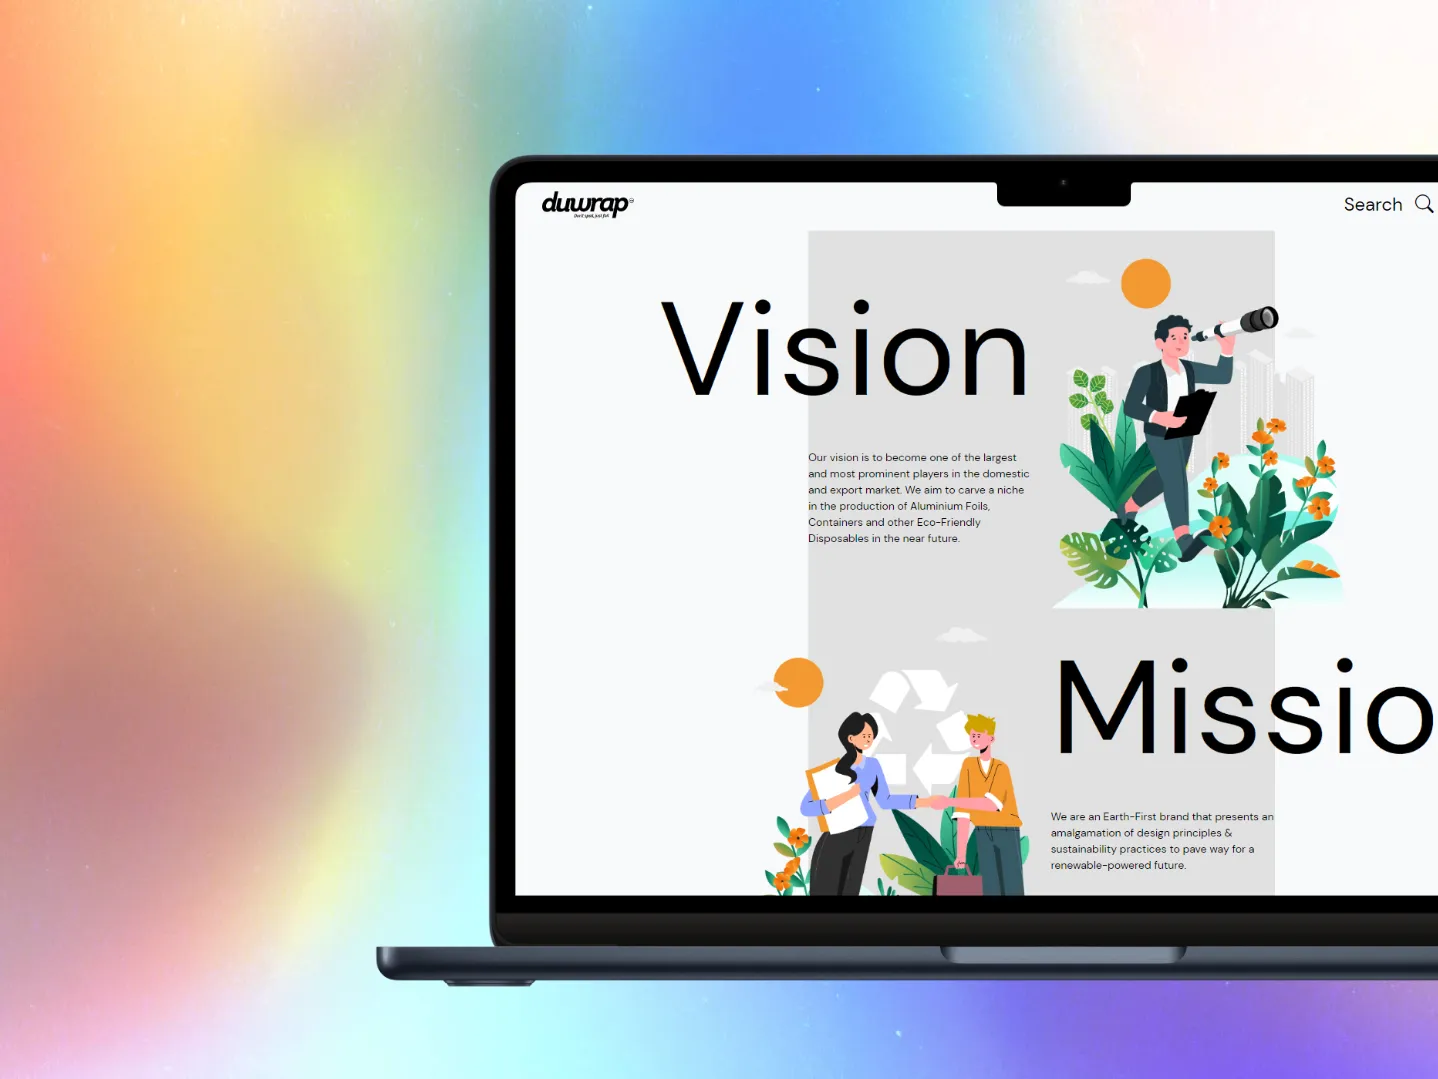 duwrap
Search
Vision
Our vision is to become one of the largest
and most prominent players in the domestic
and export market. We aim to carve a niche
in the production of Aluminium Foils,
Containers and other Eco-Friendly
Disposables in the near future.
Missio
We are an Earth-First brand that presents an
amalgamation of design principles &
sustainability practices to pave way for a
renewable-powered future.